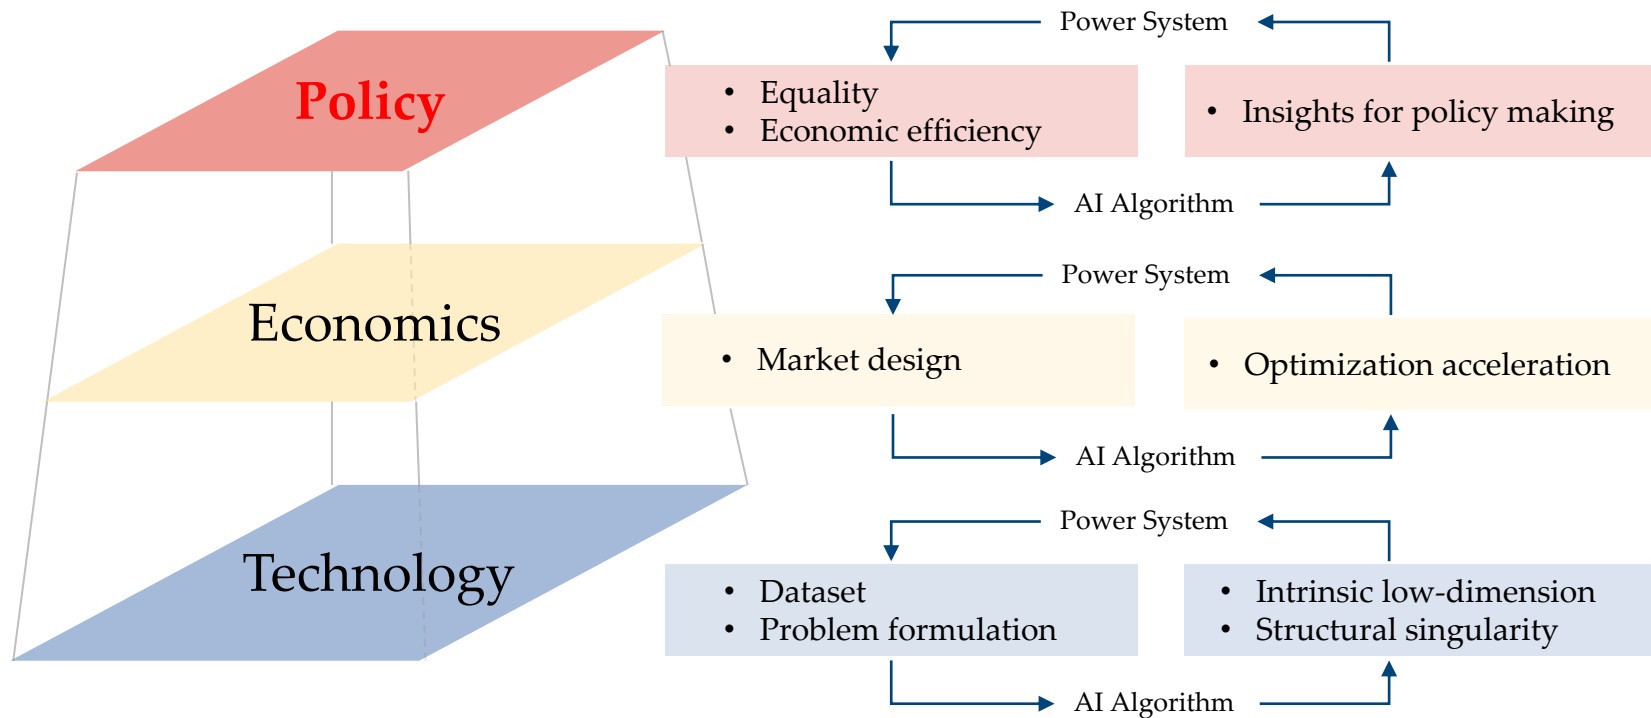 Policy
Power System
• Equality
• Economic efficiency
• Insights for policy making
AI Algorithm
Economics
Power System
• Market design
• Optimization acceleration
AI Algorithm
Technology
Power System
• Dataset
• Problem formulation
• Intrinsic low-dimension
• Structural singularity
AI Algorithm